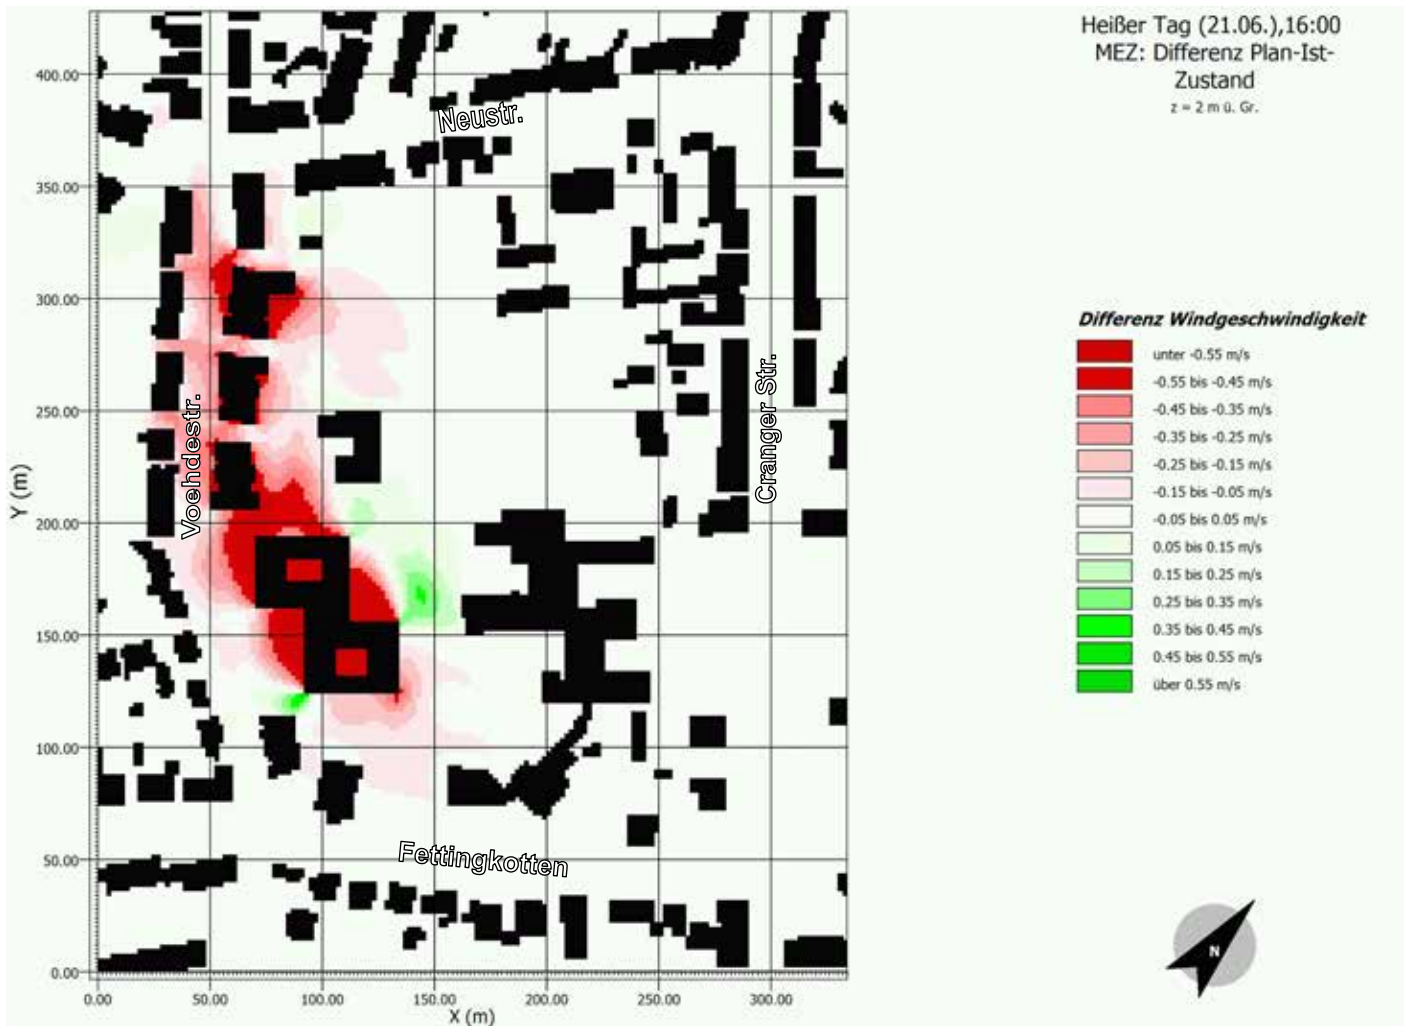 Heißer Tag (21.06.),16:00
MEZ: Differenz Plan-Ist-
Zustand
z = 2 m ü. Gr.
400.00
350.00
300.00
250.00
200.00
150.00
100.00
50.00
0.00
Y (m)
0.00 50.00 100.00 150.00 200.00 250.00 300.00
X (m)
Neustr.
Voehdestr.
Cranger Str.
Fettingkotten
Differenz Windgeschwindigkeit
unter -0.55 m/s
-0.55 bis -0.45 m/s
-0.45 bis -0.35 m/s
-0.35 bis -0.25 m/s
-0.25 bis -0.15 m/s
-0.15 bis -0.05 m/s
-0.05 bis 0.05 m/s
0.05 bis 0.15 m/s
0.15 bis 0.25 m/s
0.25 bis 0.35 m/s
0.35 bis 0.45 m/s
0.45 bis 0.55 m/s
über 0.55 m/s
N